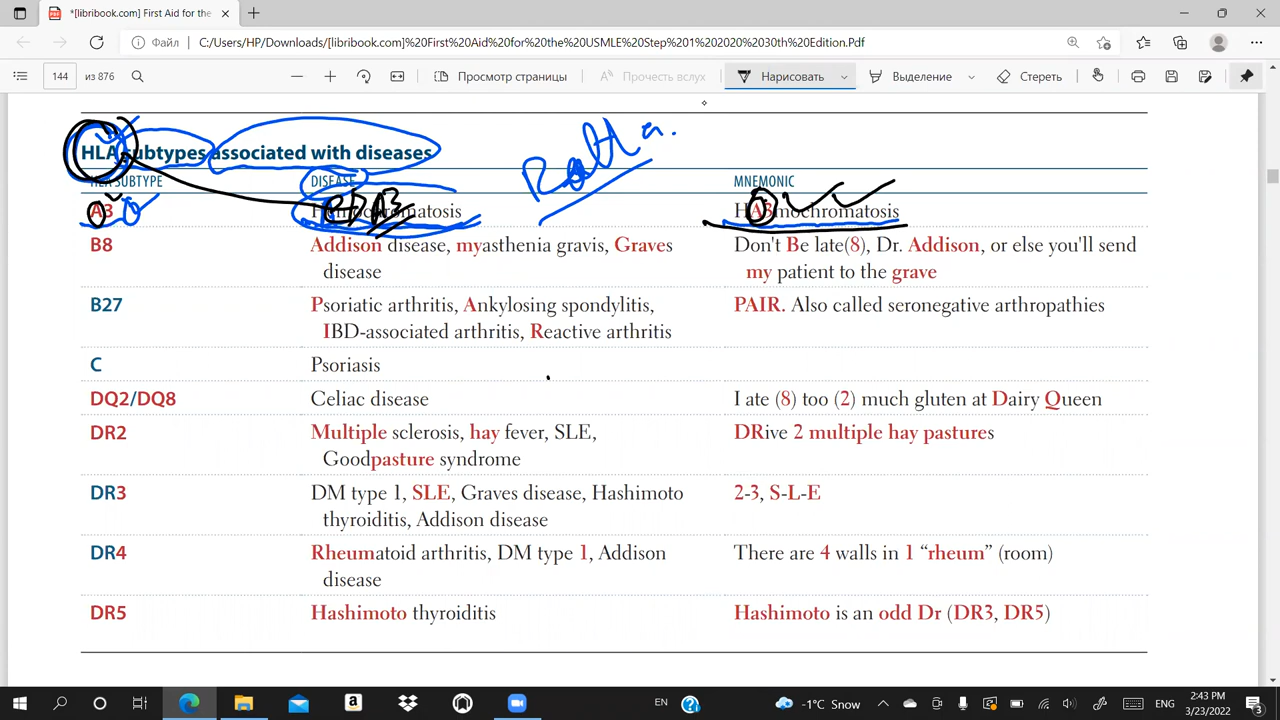 *[libribook.com] First Aid for the
Файл C:/Users/HP/Downloads/[libribook.com]%20First%20Aid%20for%20the%20USMLE%20Step%201%202020%2030th%20Edition.Pdf
144 из 876 Просмотр страницы Прочесть вслух Нарисовать Выделение Стереть
HLA subtypes associated with diseases
HLA SUBTYPE DISEASE MNEMONIC
A3 Hemochromatosis HA3mochromatosis
B8 Addison disease, myasthenia gravis, Graves disease Don't Be late(8), Dr. Addison, or else you'll send my patient to the grave
B27 Psoriatic arthritis, Ankylosing spondylitis, IBD-associated arthritis, Reactive arthritis PAIR. Also called seronegative arthropathies
C Psoriasis
DQ2/DQ8 Celiac disease I ate (8) too (2) much gluten at Dairy Queen
DR2 Multiple sclerosis, hay fever, SLE, Goodpasture syndrome DRive 2 multiple hay pastures
DR3 DM type 1, SLE, Graves disease, Hashimoto thyroiditis, Addison disease 2-3, S-L-E
DR4 Rheumatoid arthritis, DM type 1, Addison disease There are 4 walls in 1 "rheum" (room)
DR5 Hashimoto thyroiditis Hashimoto is an odd Dr (DR3, DR5)
EN -1°C Snow ENG 2:43 PM
3/23/2022